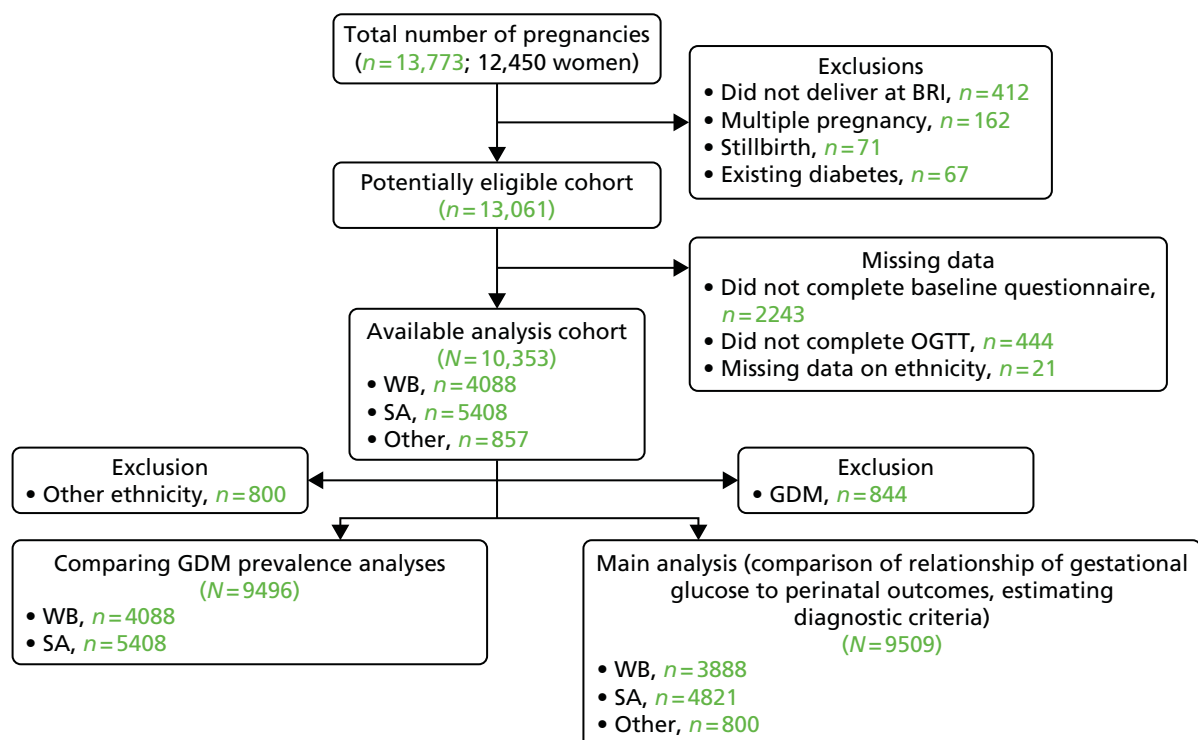 Total number of pregnancies
(n=13,773; 12,450 women)
Exclusions
• Did not deliver at BRI, n=412
• Multiple pregnancy, n=162
• Stillbirth, n=71
• Existing diabetes, n=67
Potentially eligible cohort
(n=13,061)
Missing data
• Did not complete baseline questionnaire,
n=2243
• Did not complete OGTT, n=444
• Missing data on ethnicity, n=21
Available analysis cohort
(N=10,353)
• WB, n=4088
• SA, n=5408
• Other, n=857
Exclusion
• Other ethnicity, n=800
Exclusion
• GDM, n=844
Comparing GDM prevalence analyses
(N=9496)
• WB, n=4088
• SA, n=5408
Main analysis (comparison of relationship of gestational
glucose to perinatal outcomes, estimating
diagnostic criteria)
(N=9509)
• WB, n=3888
• SA, n=4821
• Other, n=800